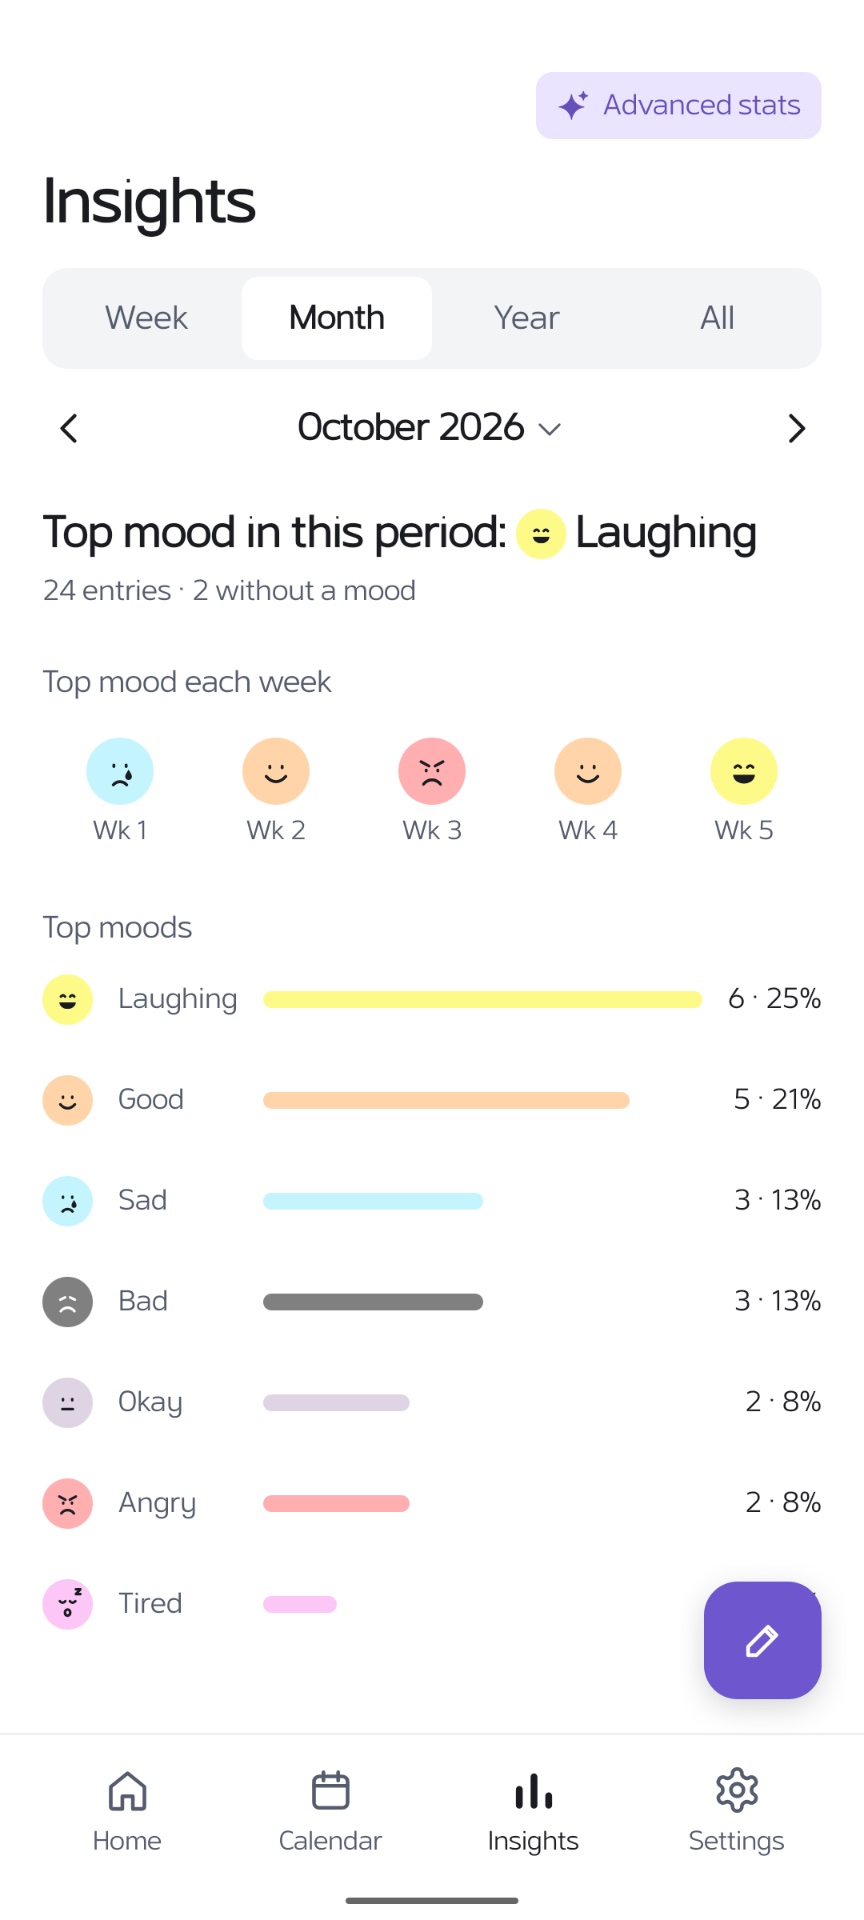 Advanced stats
Insights
Week Month Year All
October 2026
Top mood in this period: Laughing
24 entries · 2 without a mood
Top mood each week
Wk 1 Wk 2 Wk 3 Wk 4 Wk 5
Top moods
Laughing 6 · 25%
Good 5 · 21%
Sad 3 · 13%
Bad 3 · 13%
Okay 2 · 8%
Angry 2 · 8%
Tired
Home Calendar Insights Settings